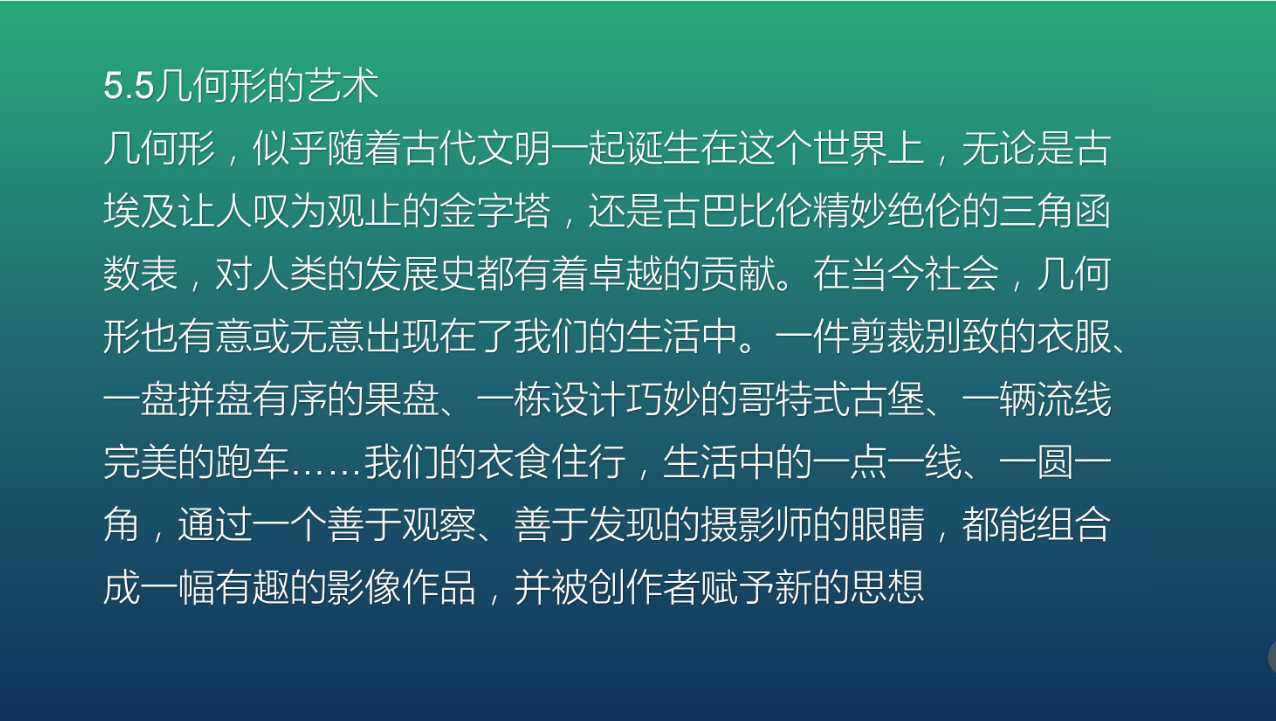 5.5几何形的艺术
几何形，似乎随着古代文明一起诞生在这个世界上，无论是古
埃及让人叹为观止的金字塔，还是古巴比伦精妙绝伦的三角函
数表，对人类的发展史都有着卓越的贡献。在当今社会，几何
形也有意或无意出现在了我们的生活中。一件剪裁别致的衣服、
一盘拼盘有序的果盘、一栋设计巧妙的哥特式古堡、一辆流线
完美的跑车……我们的衣食住行，生活中的一点一线、一圆一
角，通过一个善于观察、善于发现的摄影师的眼睛，都能组合
成一幅有趣的影像作品，并被创作者赋予新的思想